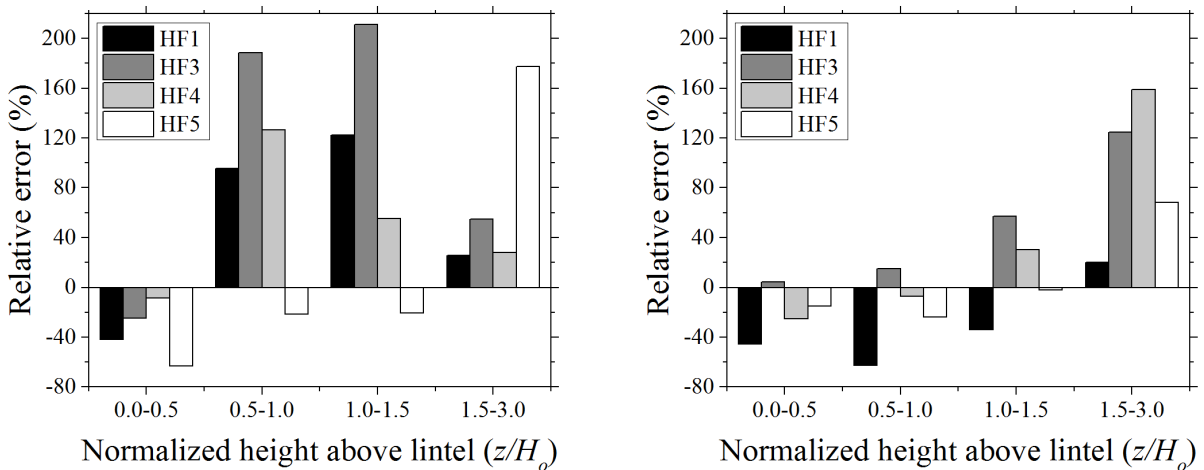 200
160
120
80
40
0
-40
-80
Relative error (%)
HF1
HF3
HF4
HF5
0.0-0.5 0.5-1.0 1.0-1.5 1.5-3.0
Normalized height above lintel (z/Hₒ)
200
160
120
80
40
0
-40
-80
Relative error (%)
HF1
HF3
HF4
HF5
0.0-0.5 0.5-1.0 1.0-1.5 1.5-3.0
Normalized height above lintel (z/Hₒ)